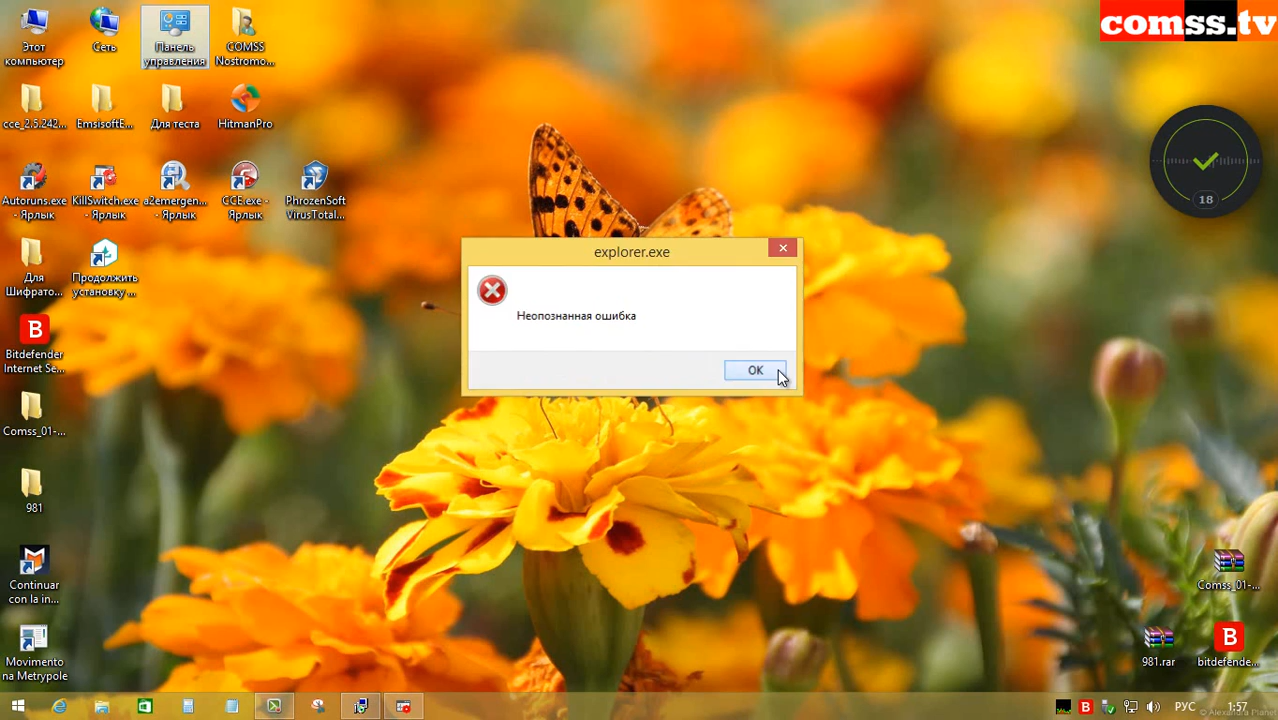 comss.tv
Этот
компьютер
Сеть
Панель
управления
COMSS
Nostromo...
cce_2.5.242...
EmsisoftE...
Для теста
HitmanPro
Autoruns.exe
- Ярлык
KillSwitch.exe
- Ярлык
a2emergen...
- Ярлык
CCE.exe -
Ярлык
PhrozenSoft
VirusTotal...
Для
Шифрато...
Продолжить
установку ...
B
Bitdefender
Internet Se...
Comss_01-...
981
Continuar
con la in...
Movimento
na Metrypole
18
explorer.exe
Неопознанная ошибка
OK
Comss_01-...
981.rar
B
bitdefende...
B
РУС
1:57